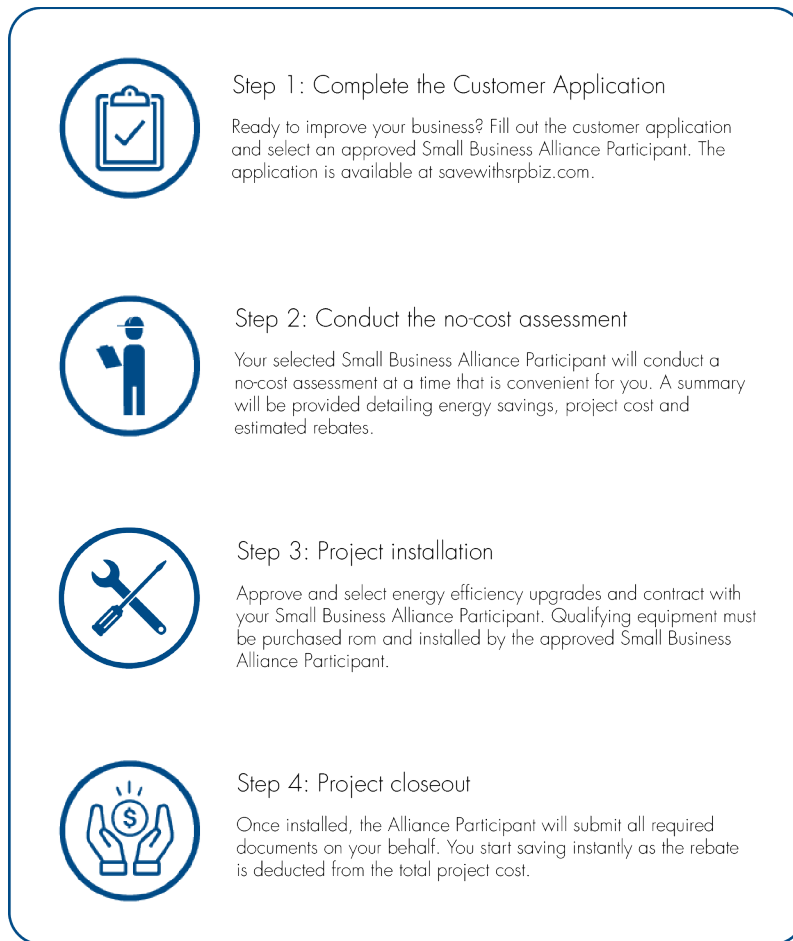 Step 1: Complete the Customer Application
Ready to improve your business? Fill out the customer application
and select an approved Small Business Alliance Participant. The
application is available at savewithsrpbiz.com.
Step 2: Conduct the no-cost assessment
Your selected Small Business Alliance Participant will conduct a
no-cost assessment at a time that is convenient for you. A summary
will be provided detailing energy savings, project cost and
estimated rebates.
Step 3: Project installation
Approve and select energy efficiency upgrades and contract with
your Small Business Alliance Participant. Qualifying equipment must
be purchased rom and installed by the approved Small Business
Alliance Participant.
$
Step 4: Project closeout
Once installed, the Alliance Participant will submit all required
documents on your behalf. You start saving instantly as the rebate
is deducted from the total project cost.